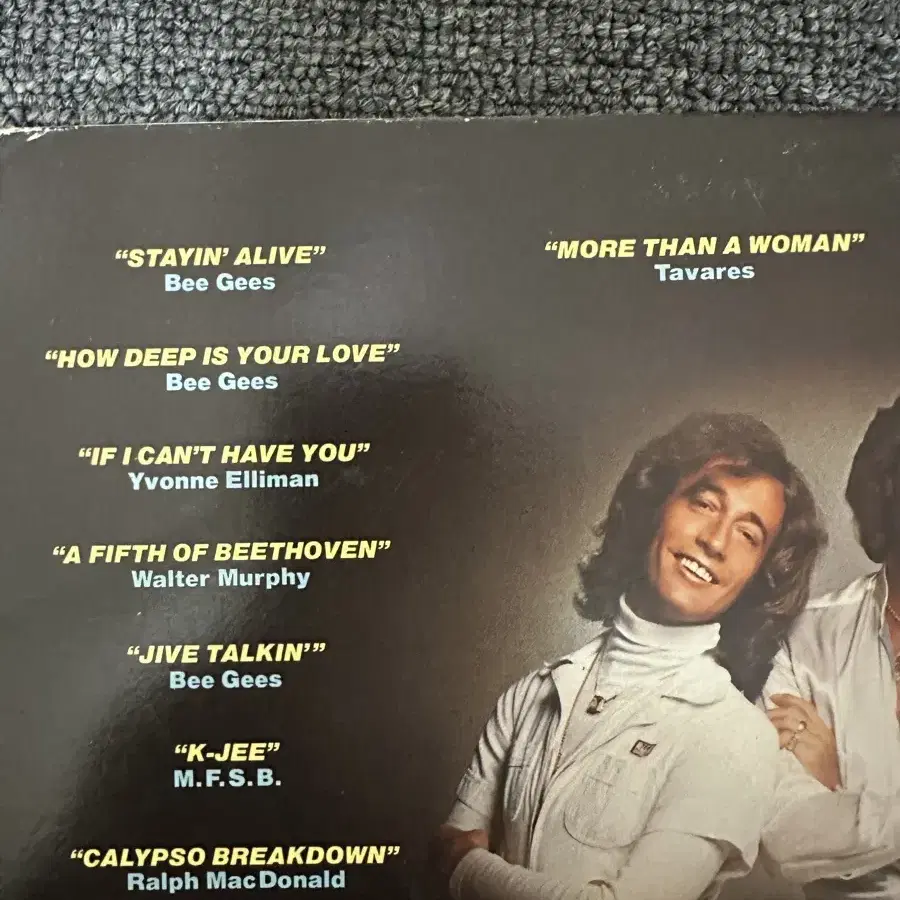 “STAYIN’ ALIVE”
Bee Gees
“HOW DEEP IS YOUR LOVE”
Bee Gees
“IF I CAN’T HAVE YOU”
Yvonne Elliman
“A FIFTH OF BEETHOVEN”
Walter Murphy
“JIVE TALKIN’”
Bee Gees
“K-JEE”
M.F.S.B.
“CALYPSO BREAKDOWN”
Ralph MacDonald
“MORE THAN A WOMAN”
Tavares